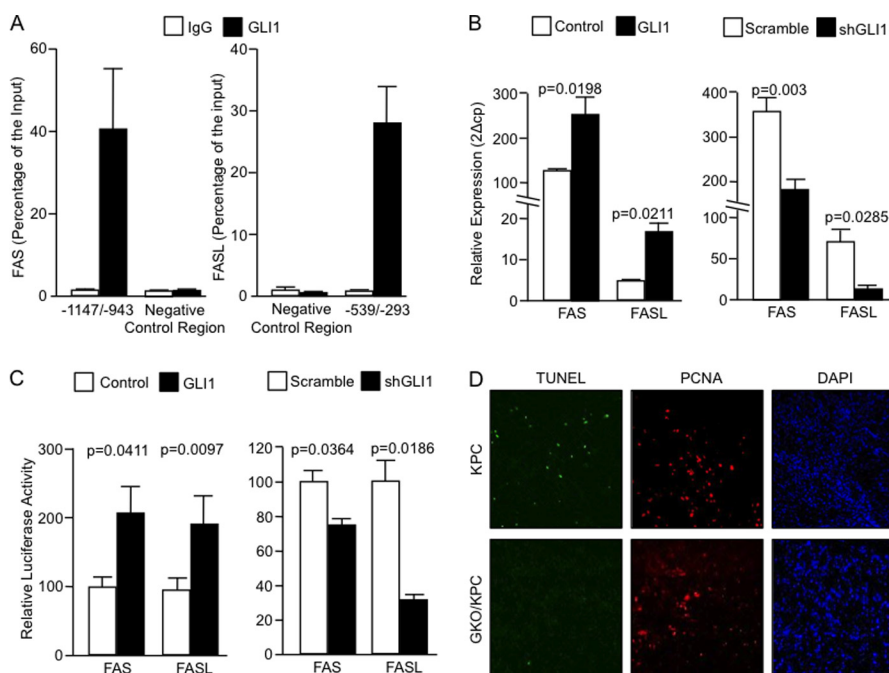 A
IgG GLI1
FAS (Percentage of the Input)
60
40
20
0
-1147/-943 Negative Control Region
FASL (Percentage of the input)
40
30
20
10
0
Negative Control Region -539/-293
B
Control GLI1
Relative Expression (2Δcp)
300
200
100
20
10
0
p=0.0198
p=0.0211
FAS FASL
Scramble shGLI1
400
300
200
100
50
0
p=0.003
p=0.0285
FAS FASL
C
Control GLI1
Relative Luciferase Activity
300
200
100
0
p=0.0411 p=0.0097
FAS FASL
Scramble shGLI1
120
100
80
60
40
20
0
p=0.0364 p=0.0186
FAS FASL
D
TUNEL PCNA DAPI
KPC
GKO/KPC